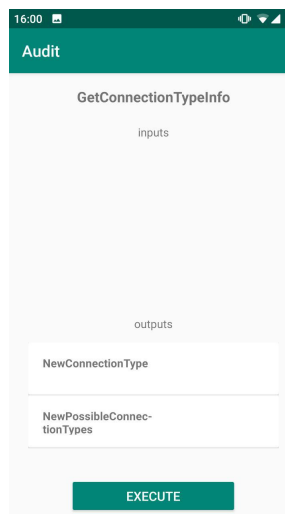 16:00
Audit
GetConnectionTypeInfo
inputs
outputs
NewConnectionType
NewPossibleConnec-
tionTypes
EXECUTE